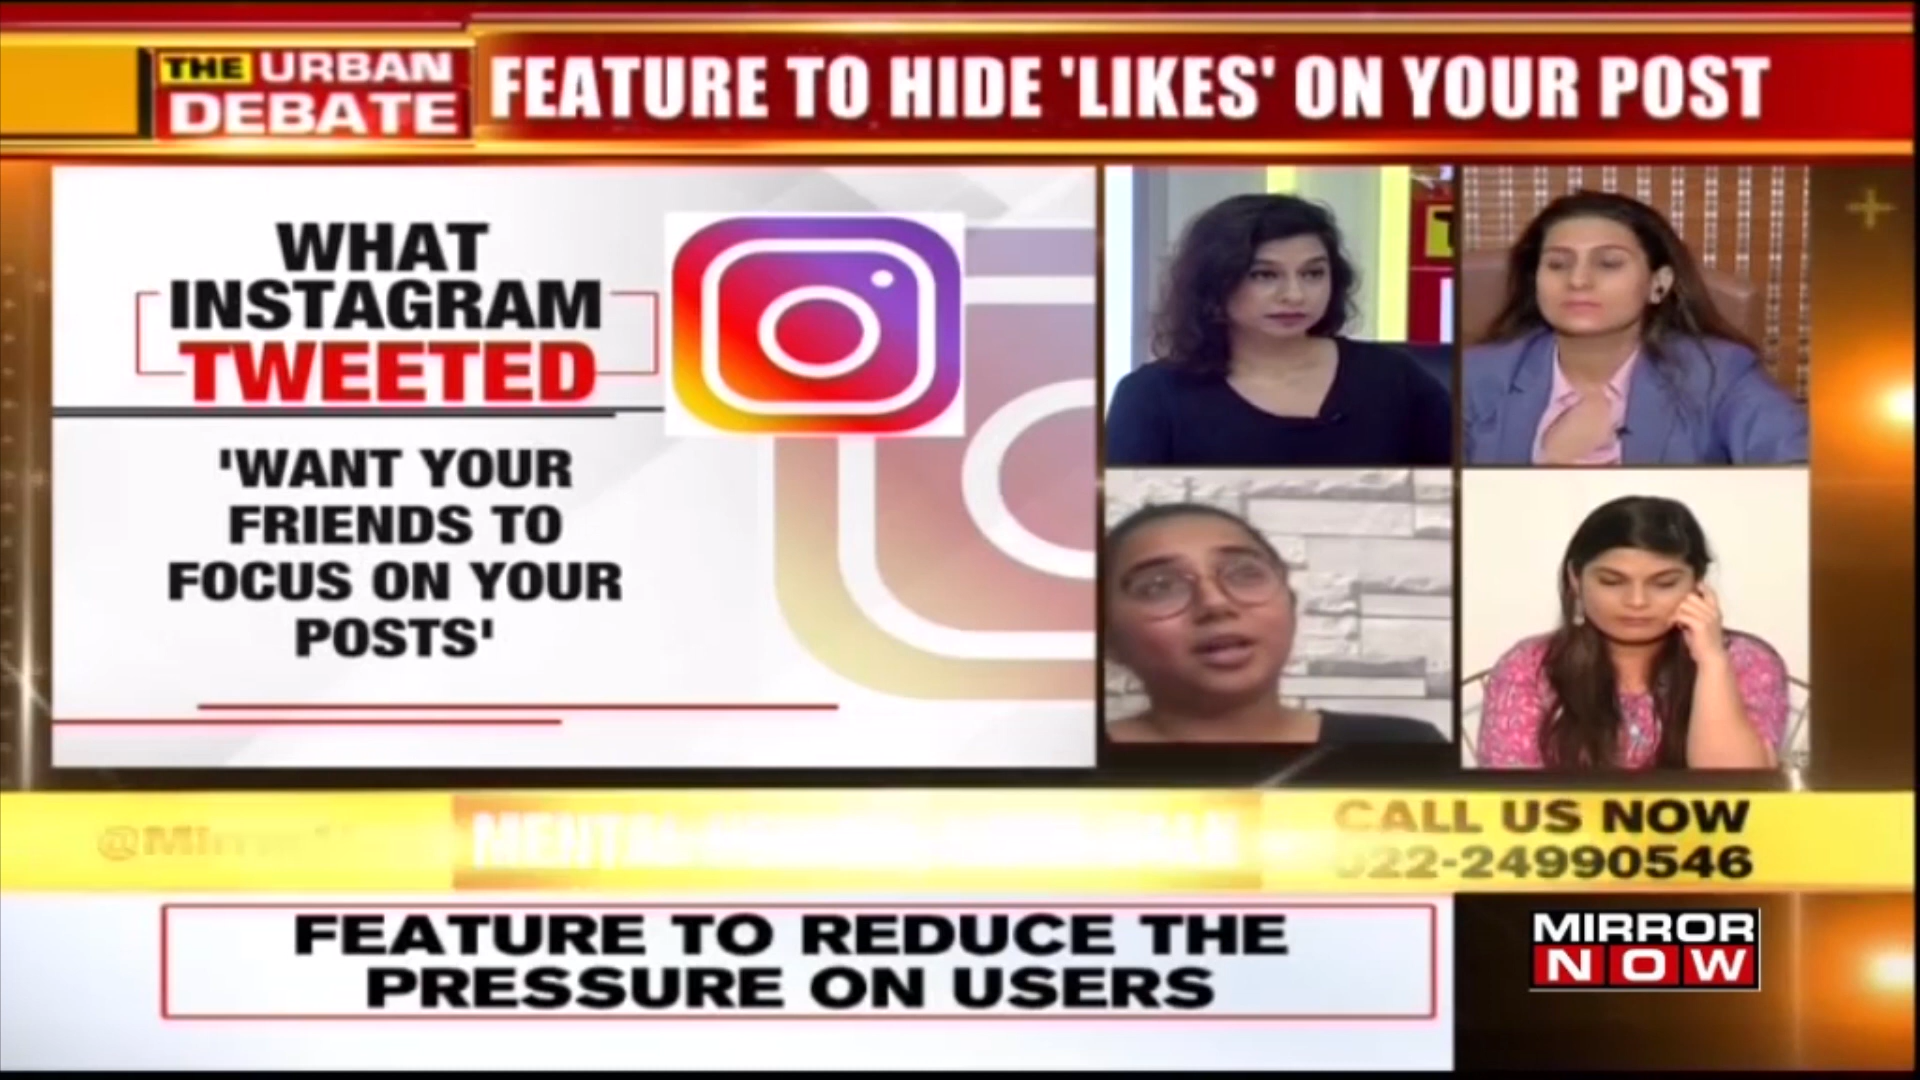 THE URBAN
DEBATE
FEATURE TO HIDE 'LIKES' ON YOUR POST
WHAT
INSTAGRAM
TWEETED
'WANT YOUR
FRIENDS TO
FOCUS ON YOUR
POSTS'
CALL US NOW
022-24990546
FEATURE TO REDUCE THE
PRESSURE ON USERS
MIRROR
NOW